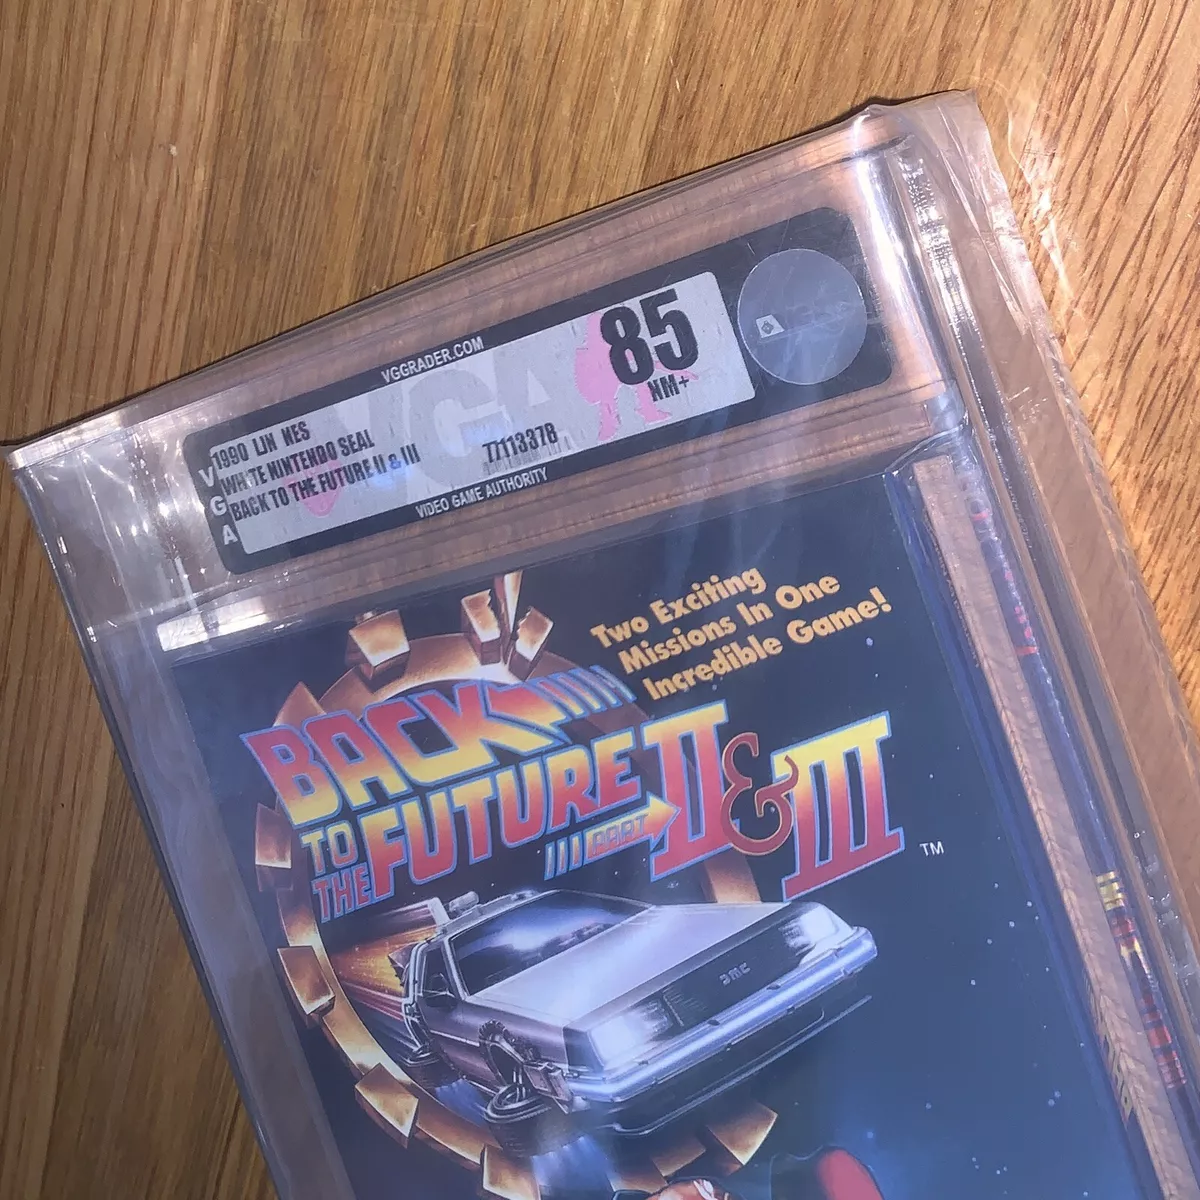 VGGRADER.COM
VGA
1990 LJN NES
WHITE NINTENDO SEAL
BACK TO THE FUTURE II & III
77113378
85
NM+
VGA
VIDEO GAME AUTHORITY
Two Exciting
Missions In One
Incredible Game!
BACK
TO THE FUTURE
PART II & III
TM
DMC